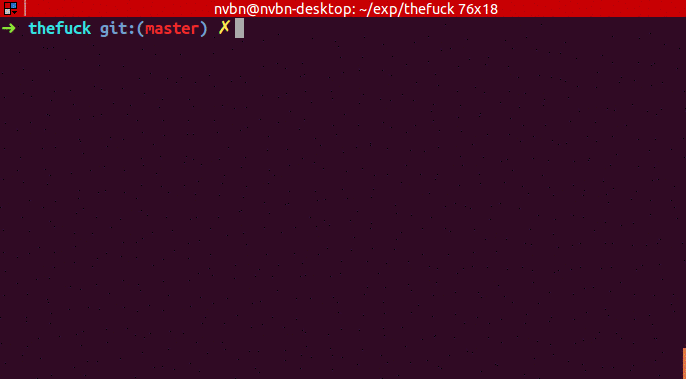 nvbn@nvbn-desktop: ~/exp/thefuck 76x18
➜ thefuck git:(master) ✗